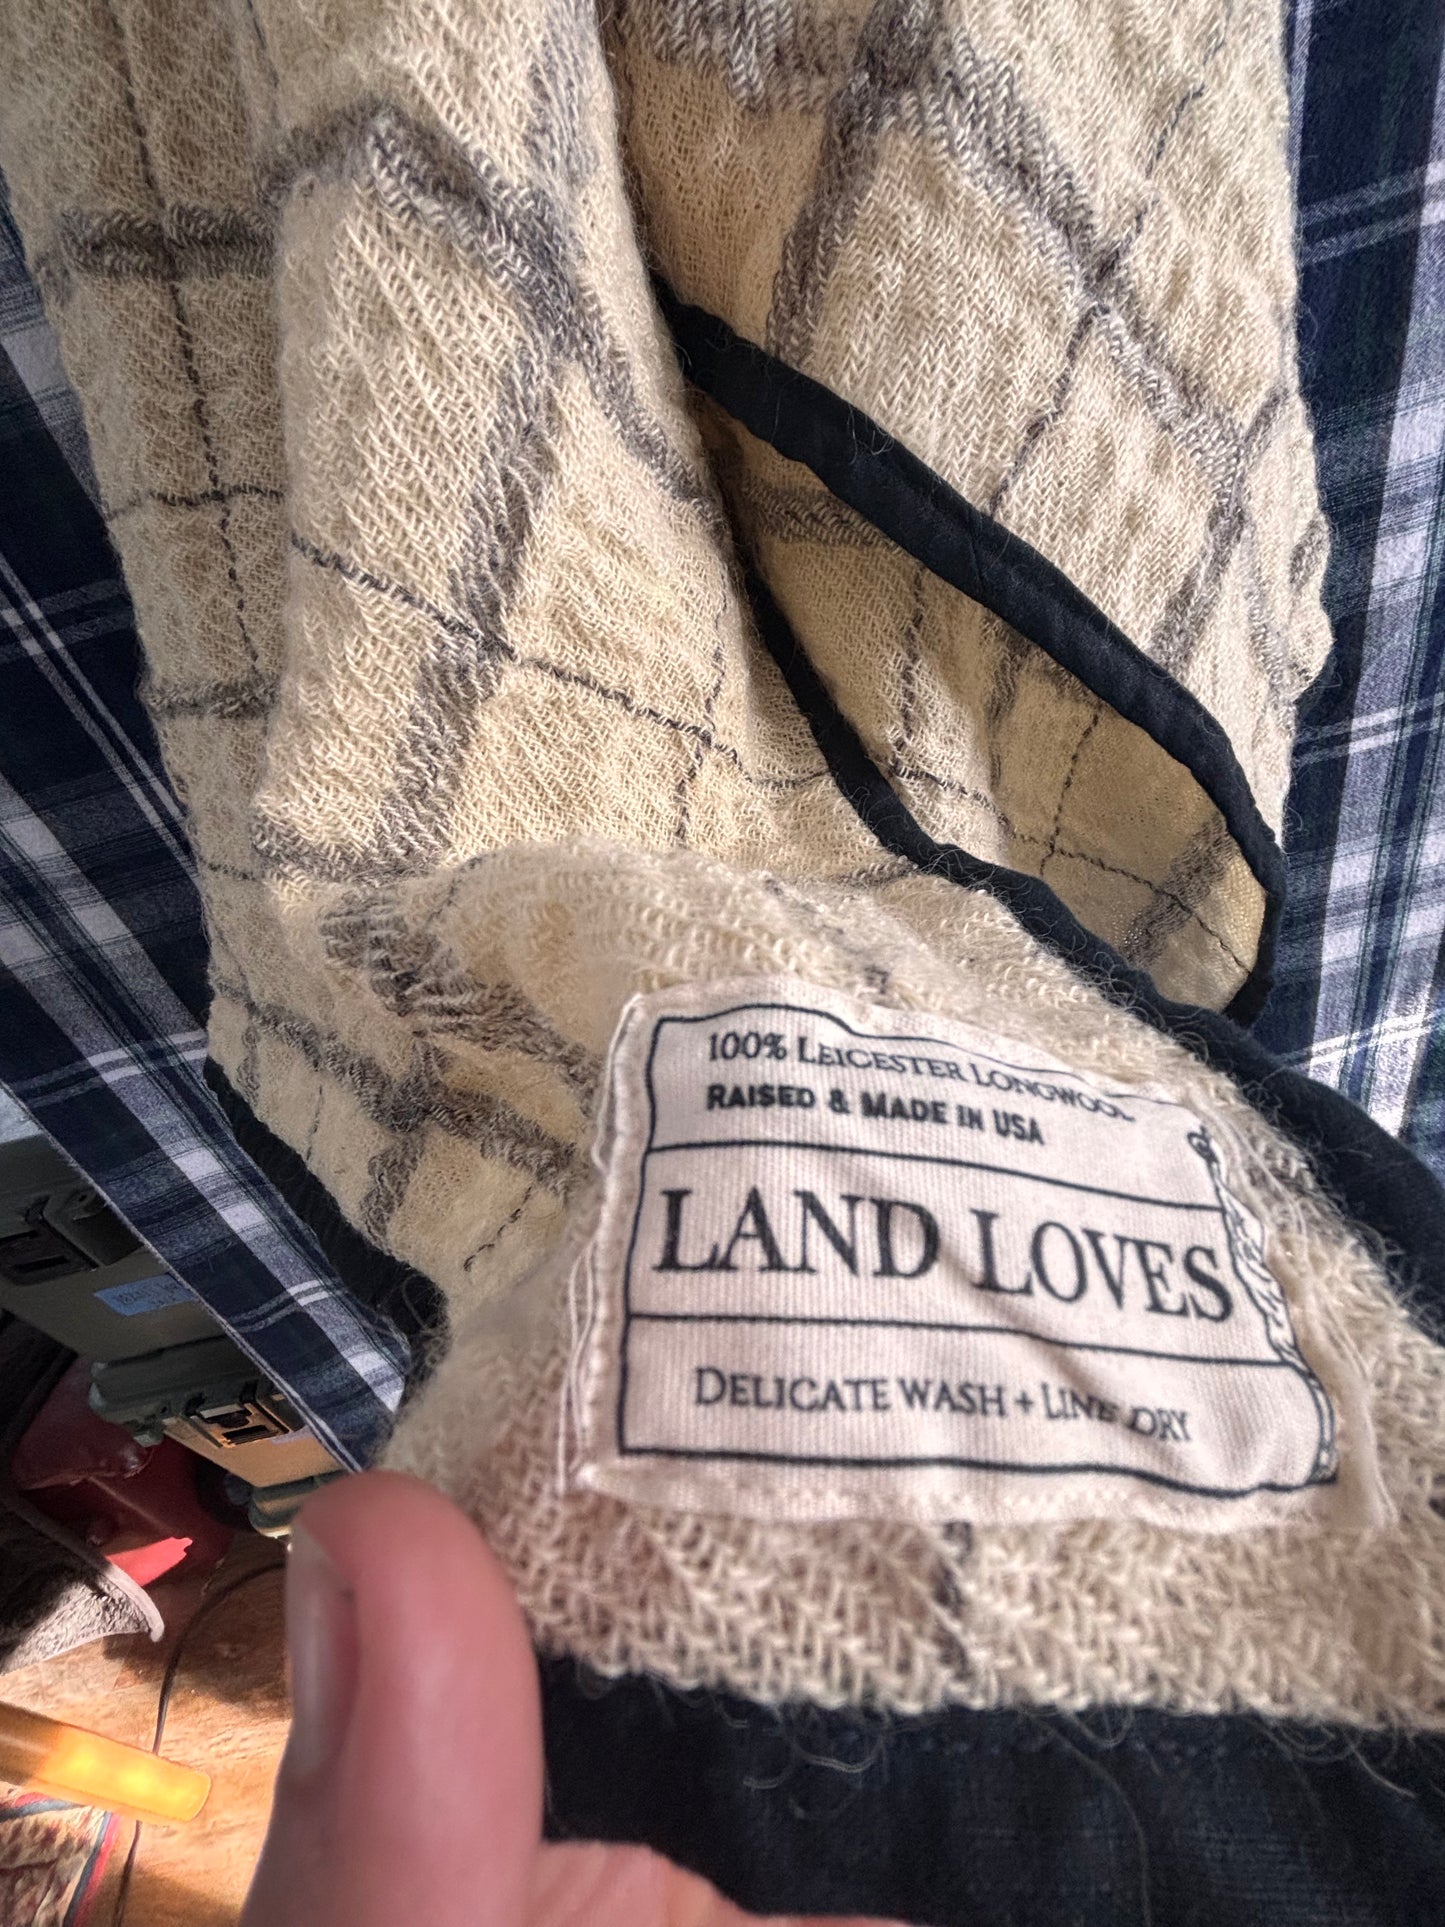 100% Leicester Longwool
Raised & Made in USA
LAND LOVES
Delicate Wash + Line Dry